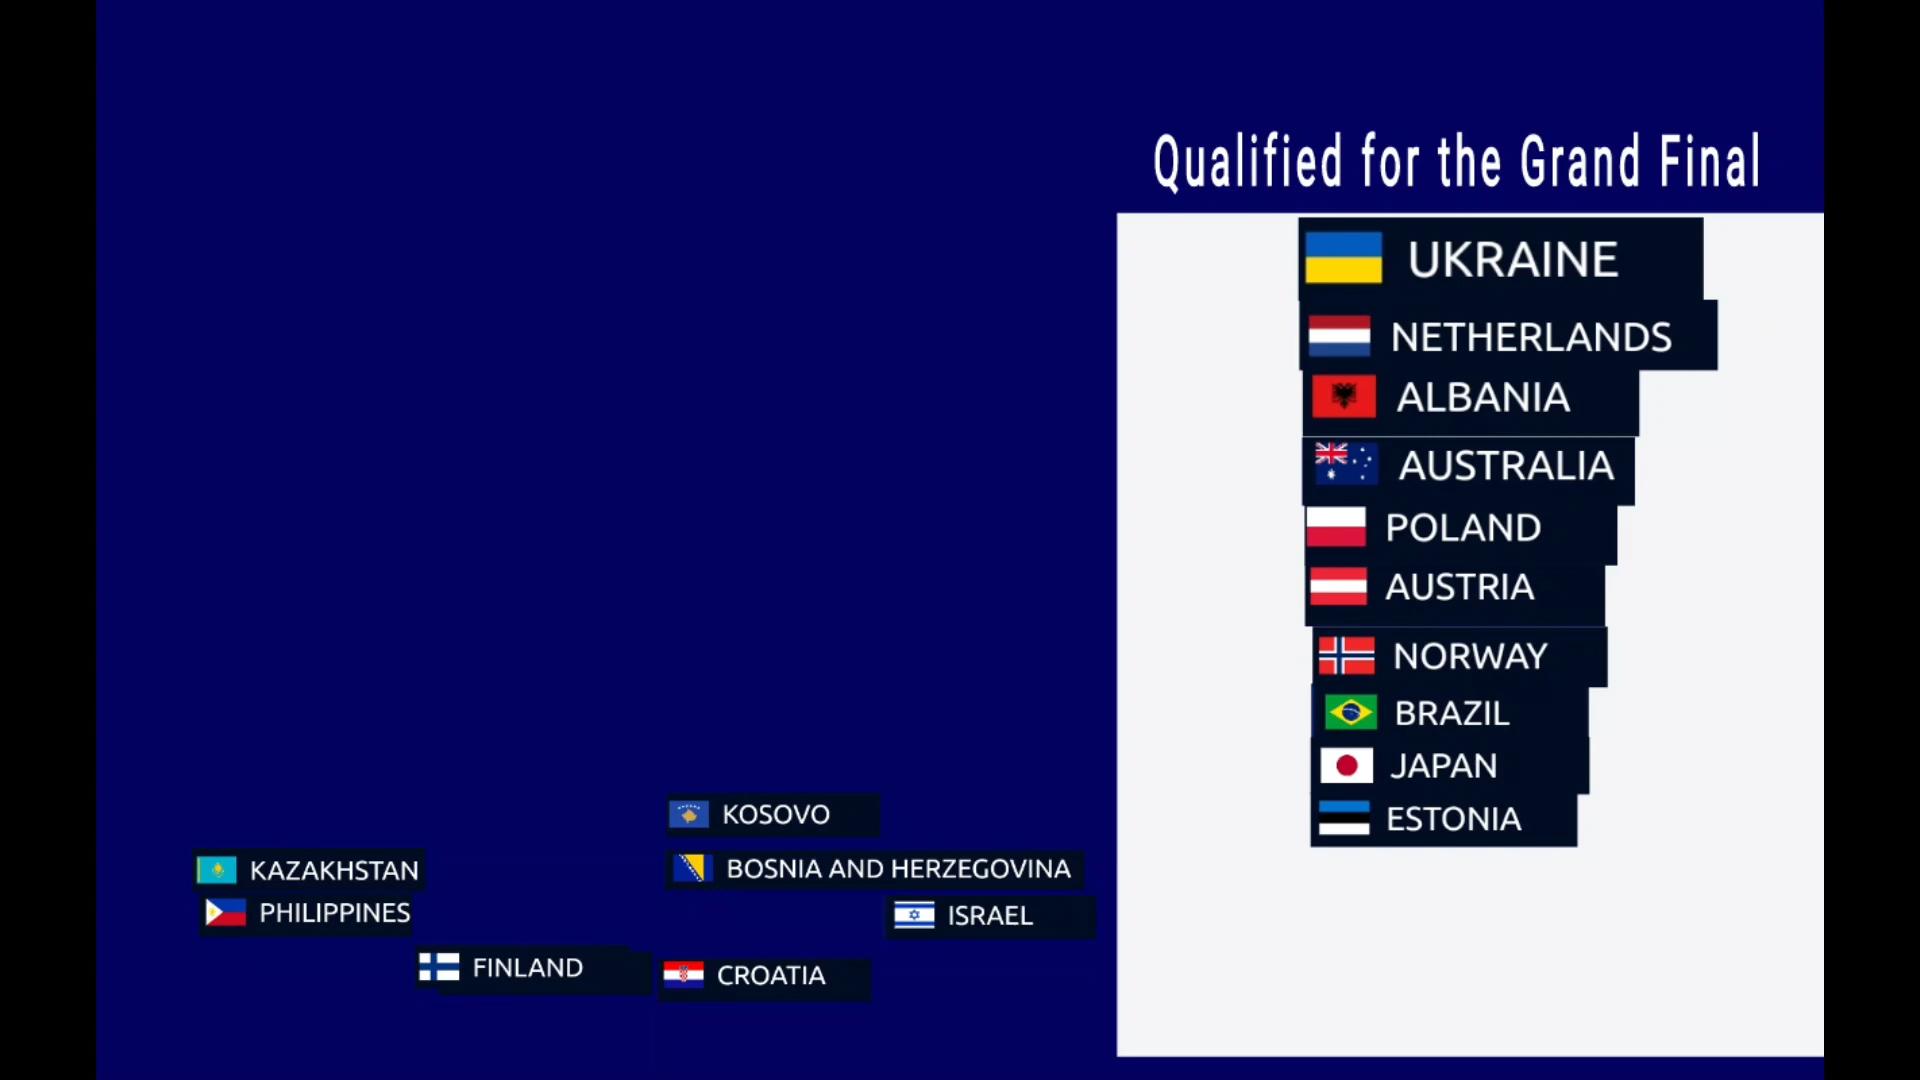 Qualified for the Grand Final
UKRAINE
NETHERLANDS
ALBANIA
AUSTRALIA
POLAND
AUSTRIA
NORWAY
BRAZIL
JAPAN
ESTONIA
KOSOVO
KAZAKHSTAN
BOSNIA AND HERZEGOVINA
PHILIPPINES
ISRAEL
FINLAND
CROATIA